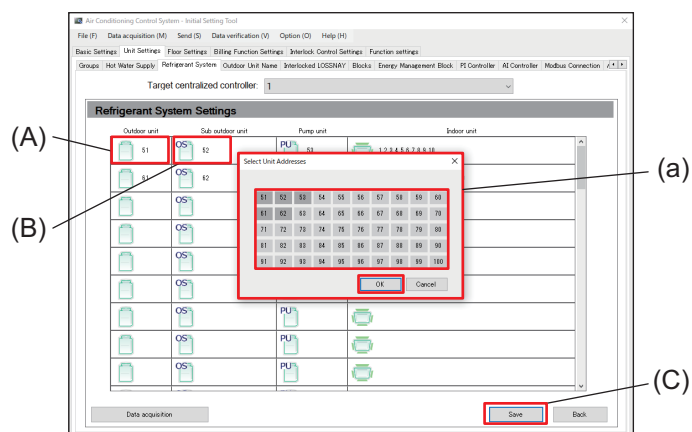 Air Conditioning Control System - Initial Setting Tool
File (F) Data acquisition (M) Send (S) Data verification (V) Option (O) Help (H)
Basic Settings Unit Settings Floor Settings Billing Function Settings Interlock Control Settings Function settings
Groups Hot Water Supply Refrigerant System Outdoor Unit Name Interlocked LOSSNAY Blocks Energy Management Block PI Controller AI Controller Modbus Connection
Target centralized controller: 1
Refrigerant System Settings
Outdoor unit Sub outdoor unit Pump unit Indoor unit
(A)
51 OS 52 PU 53 1 2 3 4 5 6 7 8 9 10
Select Unit Addresses
(a)
61 OS 62
51 52 53 54 55 56 57 58 59 60
(B)
OS
61 62 63 64 65 66 67 68 69 70
71 72 73 74 75 76 77 78 79 80
OS
81 82 83 84 85 86 87 88 89 90
OS
91 92 93 94 95 96 97 98 99 100
OK Cancel
OS
OS PU
OS PU
OS PU
(C)
Data acquisition Save Back